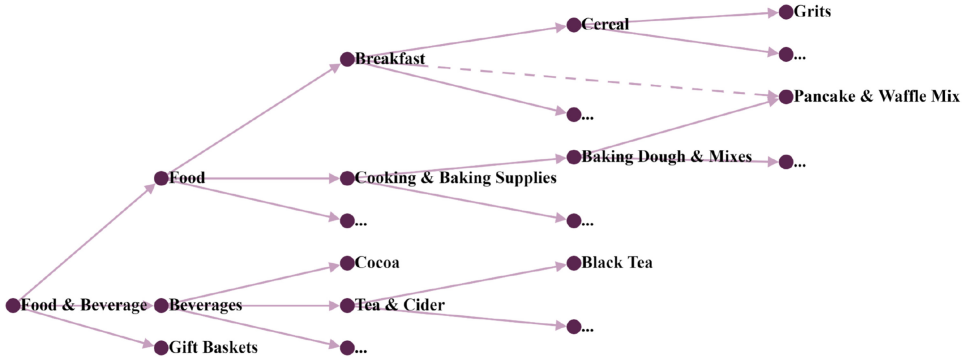 Grits
Cereal
...
Breakfast
Pancake & Waffle Mix
...
Baking Dough & Mixes
...
Food
Cooking & Baking Supplies
...
...
Cocoa
Black Tea
Food & Beverage
Beverages
Tea & Cider
...
Gift Baskets
...